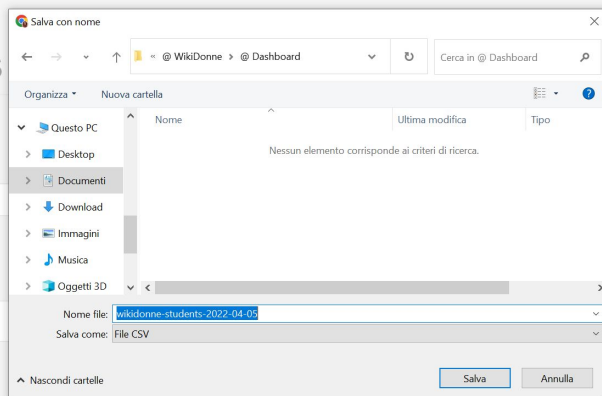 Salva con nome
« @ WikiDonne > @ Dashboard
Cerca in @ Dashboard
Organizza
Nuova cartella
Nome
Ultima modifica
Tipo
Nessun elemento corrisponde ai criteri di ricerca.
Questo PC
Desktop
Documenti
Download
Immagini
Musica
Oggetti 3D
Nome file: wikidonne-students-2022-04-05
Salva come: File CSV
Nascondi cartelle
Salva
Annulla